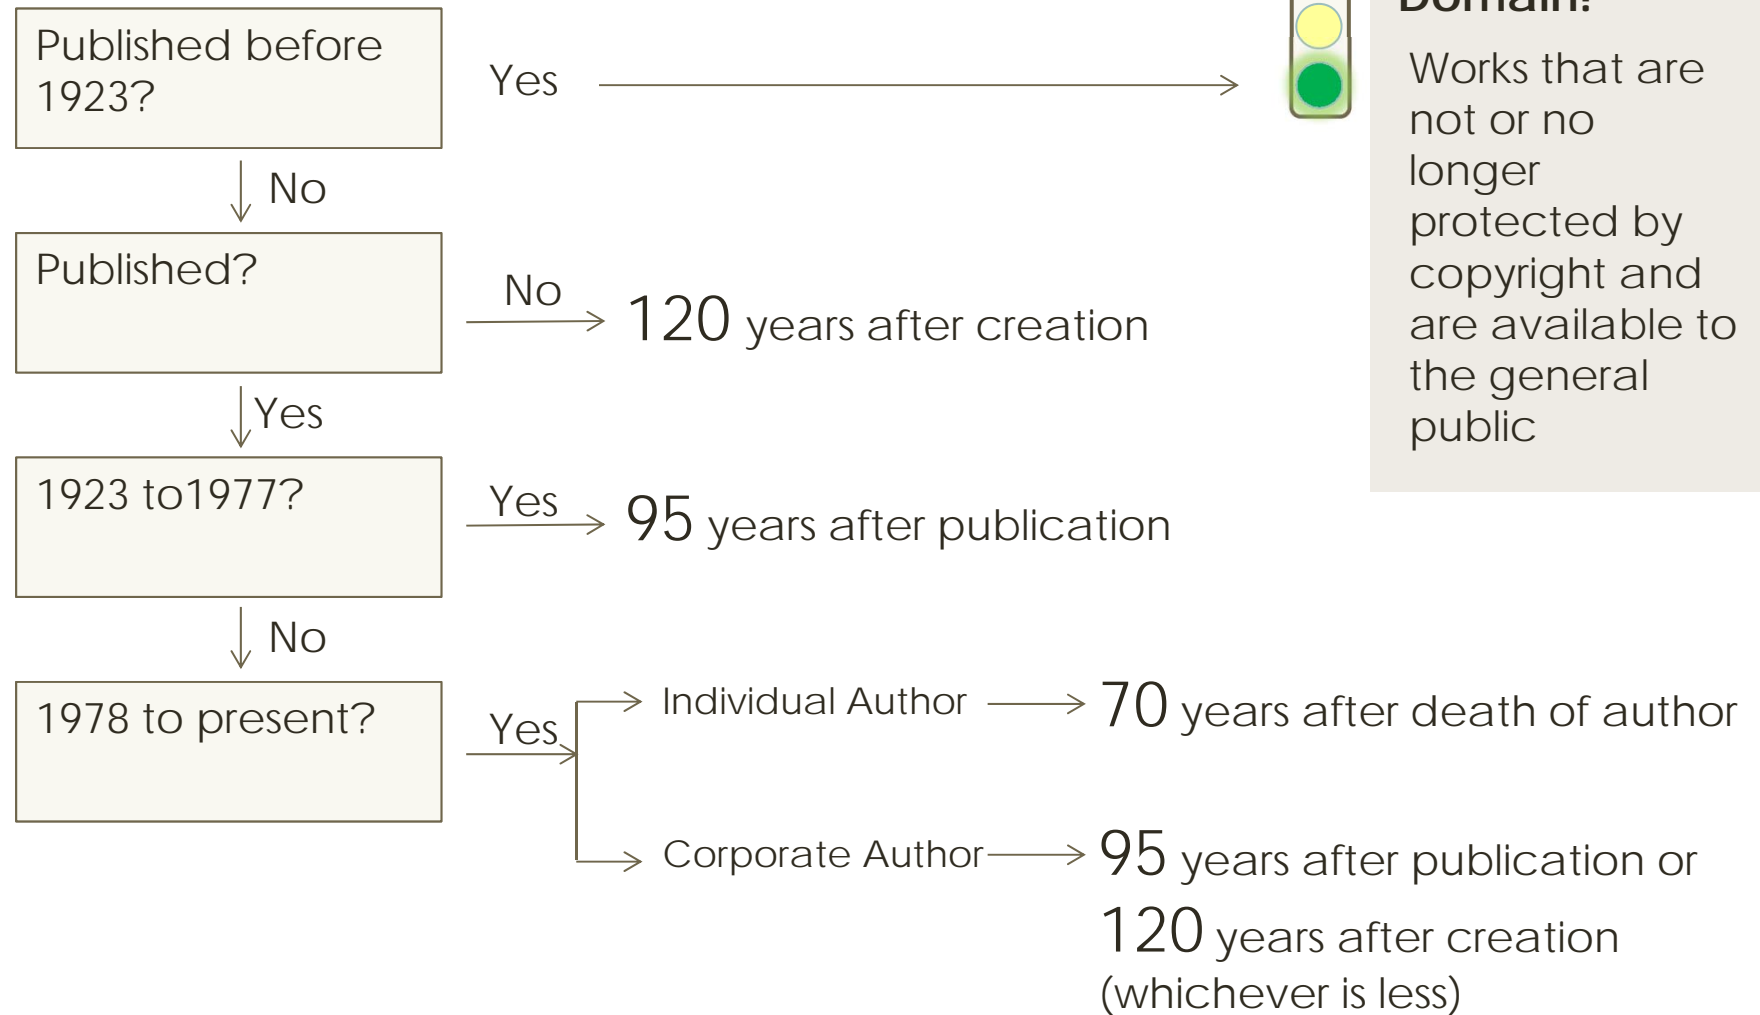 Domain?
Published before
1923?
Yes
Works that are
not or no
longer
protected by
copyright and
are available to
the general
public
No
Published?
No
120 years after creation
Yes
1923 to1977?
Yes
95 years after publication
No
1978 to present?
Yes
Individual Author
70 years after death of author
Corporate Author
95 years after publication or
120 years after creation
(whichever is less)